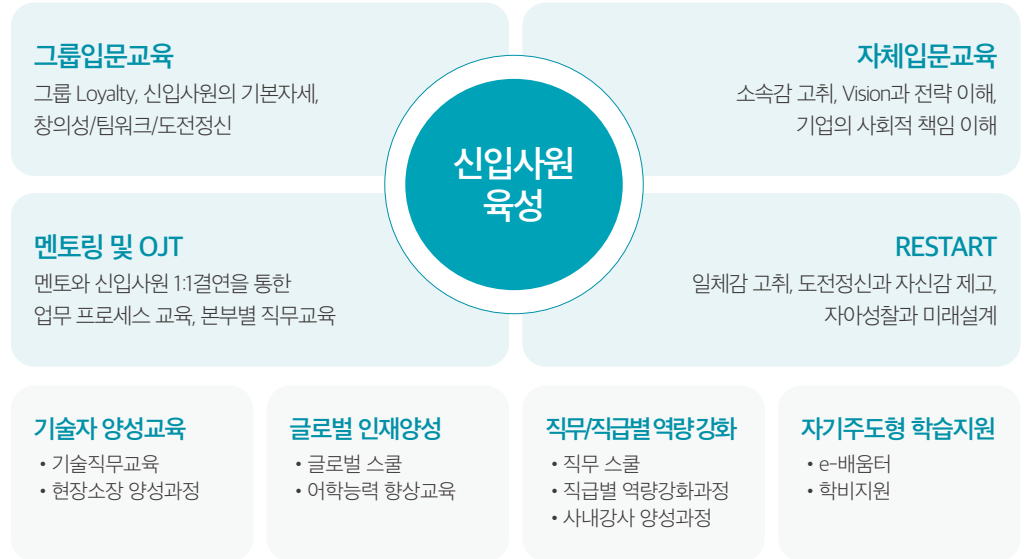 그룹입문교육
그룹 Loyalty, 신입사원의 기본자세,
창의성/팀워크/도전정신
자체입문교육
소속감 고취, Vision과 전략 이해,
기업의 사회적 책임 이해
신입사원
육성
멘토링 및 OJT
멘토와 신입사원 1:1결연을 통한
업무 프로세스 교육, 본부별 직무교육
RESTART
일체감 고취, 도전정신과 자신감 제고,
자아성찰과 미래설계
기술자 양성교육
• 기술직무교육
• 현장소장 양성과정
글로벌 인재양성
• 글로벌 스쿨
• 어학능력 향상교육
직무/직급별 역량 강화
• 직무 스쿨
• 직급별 역량강화과정
• 사내강사 양성과정
자기주도형 학습지원
• e-배움터
• 학비지원